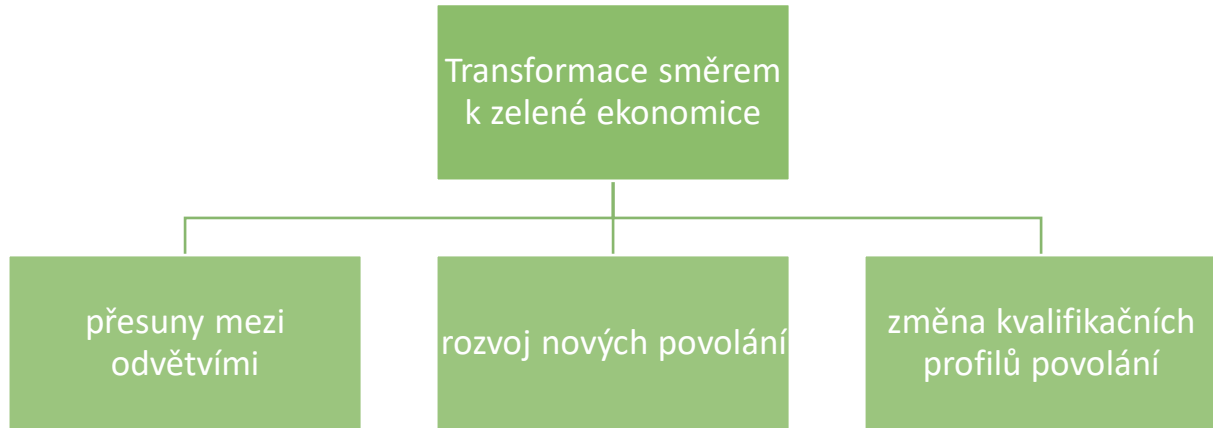 Transformace směrem
k zelené ekonomice
přesuny mezi
odvětvími
rozvoj nových povolání
změna kvalifikačních
profilů povolání